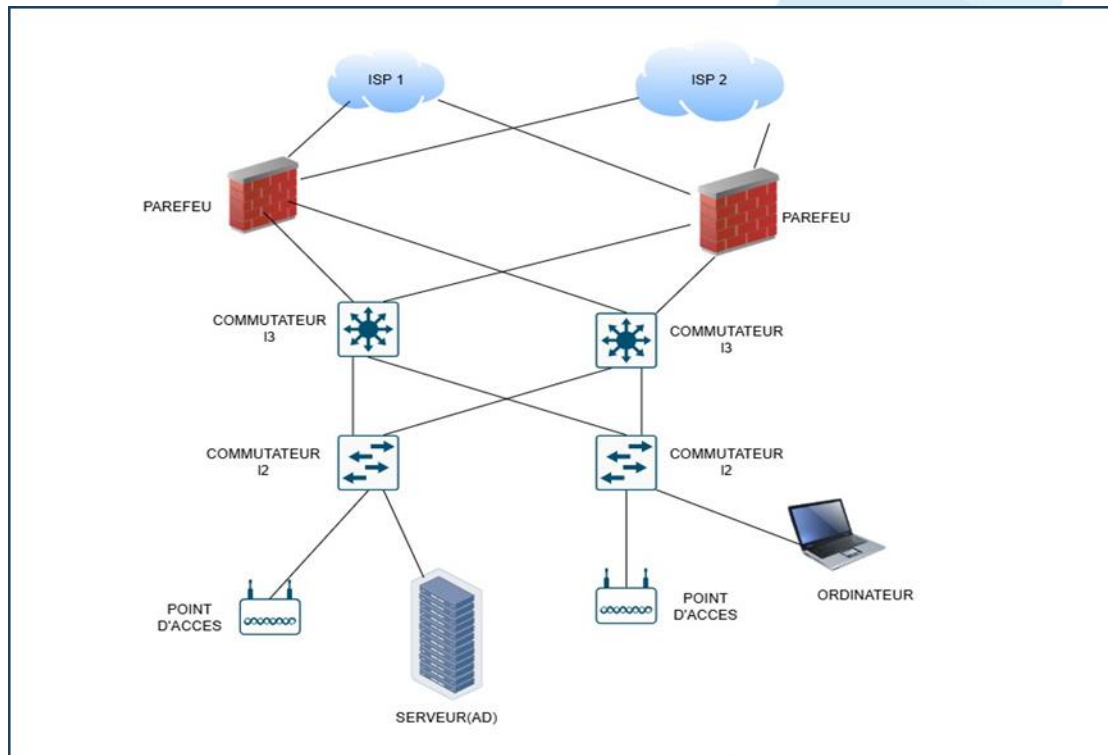 ISP 1
ISP 2
PAREFEU
PAREFEU
COMMUTATEUR
l3
COMMUTATEUR
l3
COMMUTATEUR
l2
COMMUTATEUR
l2
POINT
D'ACCES
SERVEUR(AD)
POINT
D'ACCES
ORDINATEUR